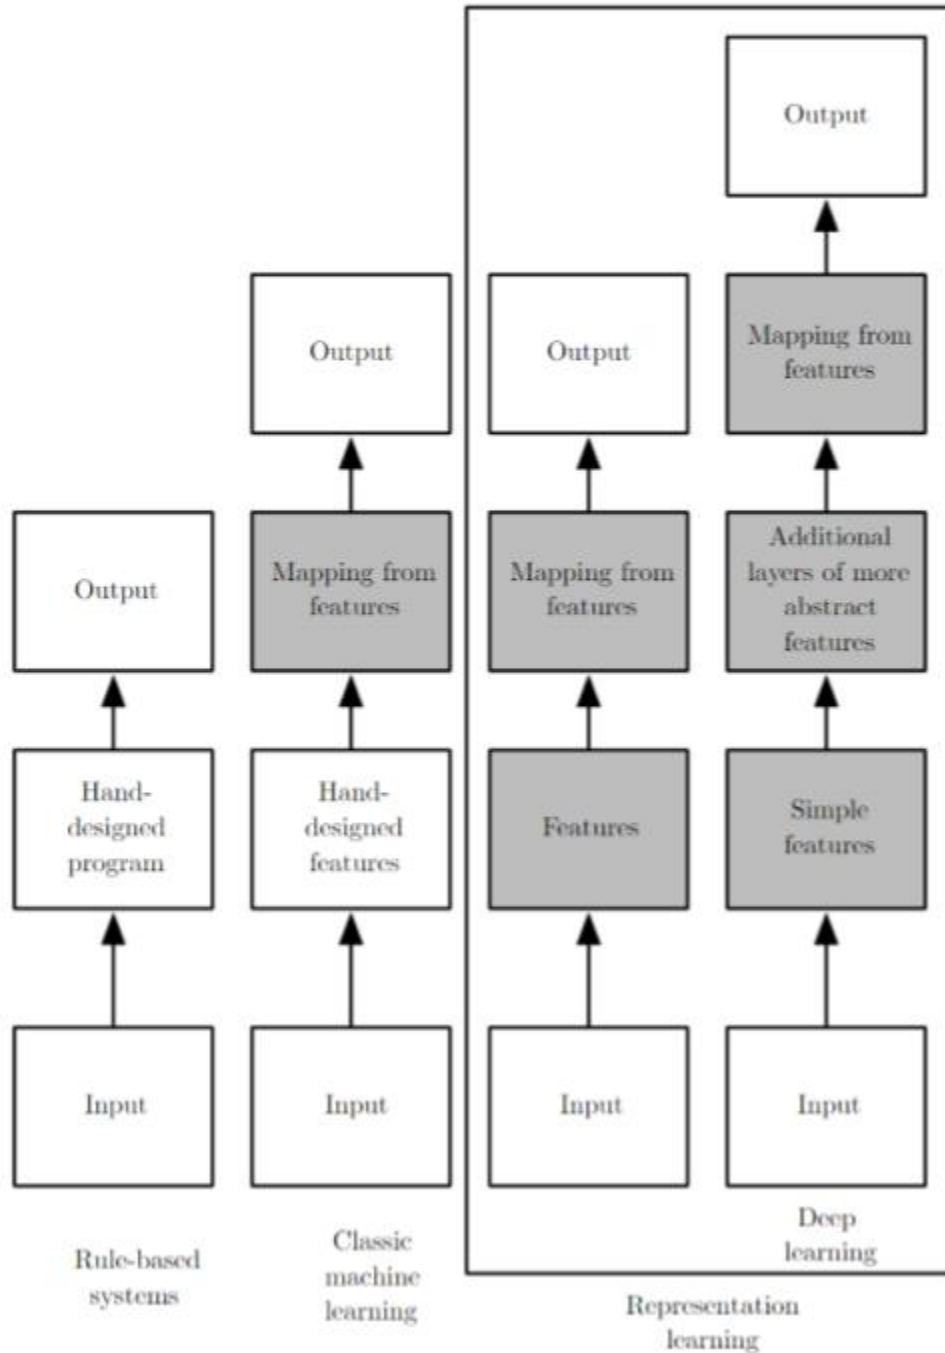 Output
Output
Output
Mapping from
features
Output
Mapping from
features
Mapping from
features
Additional
layers of more
abstract
features
Hand-
designed
program
Hand-
designed
features
Features
Simple
features
Input
Input
Input
Input
Rule-based
systems
Classic
machine
learning
Deep
learning
Representation
learning